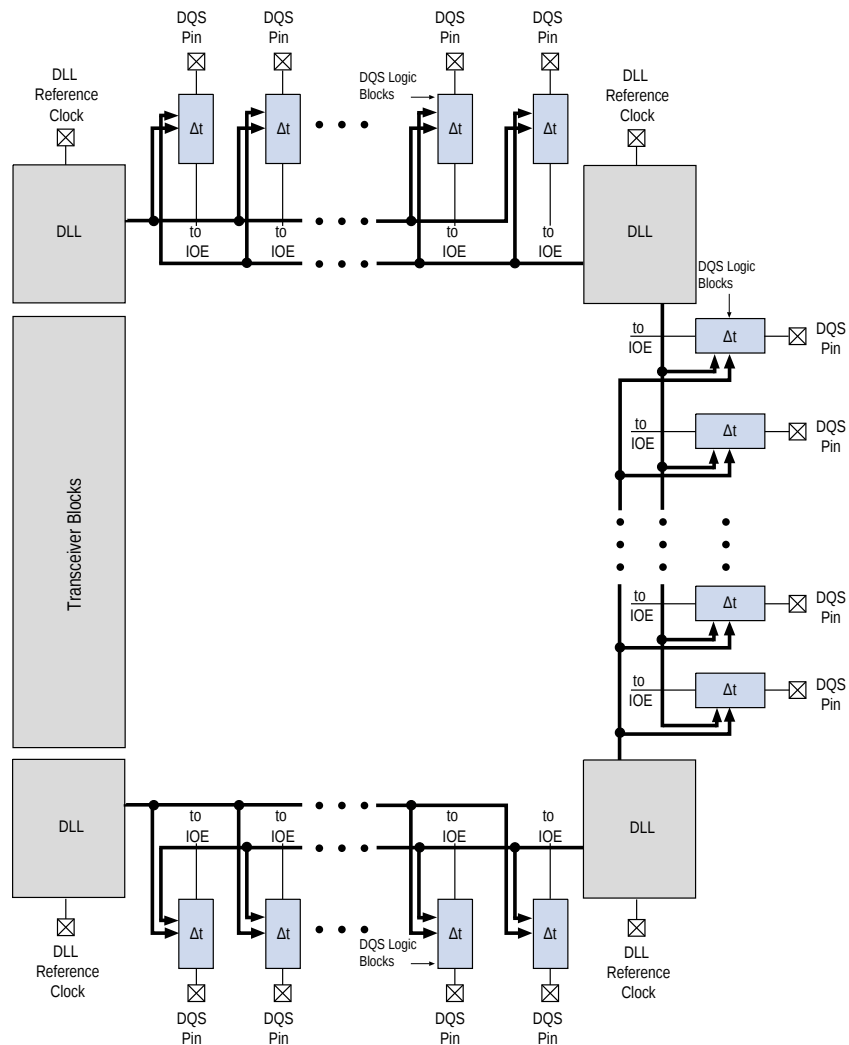 DQS
Pin
DQS
Pin
DQS
Pin
DQS
Pin
DLL
Reference
Clock
DQS Logic
Blocks
DLL
Reference
Clock
Δt
Δt
Δt
Δt
DLL
to
IOE
to
IOE
to
IOE
to
IOE
DLL
DQS Logic
Blocks
to
IOE
Δt
DQS
Pin
to
IOE
Δt
DQS
Pin
Transceiver Blocks
to
IOE
Δt
DQS
Pin
to
IOE
Δt
DQS
Pin
DLL
to
IOE
to
IOE
to
IOE
to
IOE
DLL
Δt
Δt
Δt
Δt
DQS Logic
Blocks
DLL
Reference
Clock
DLL
Reference
Clock
DQS
Pin
DQS
Pin
DQS
Pin
DQS
Pin